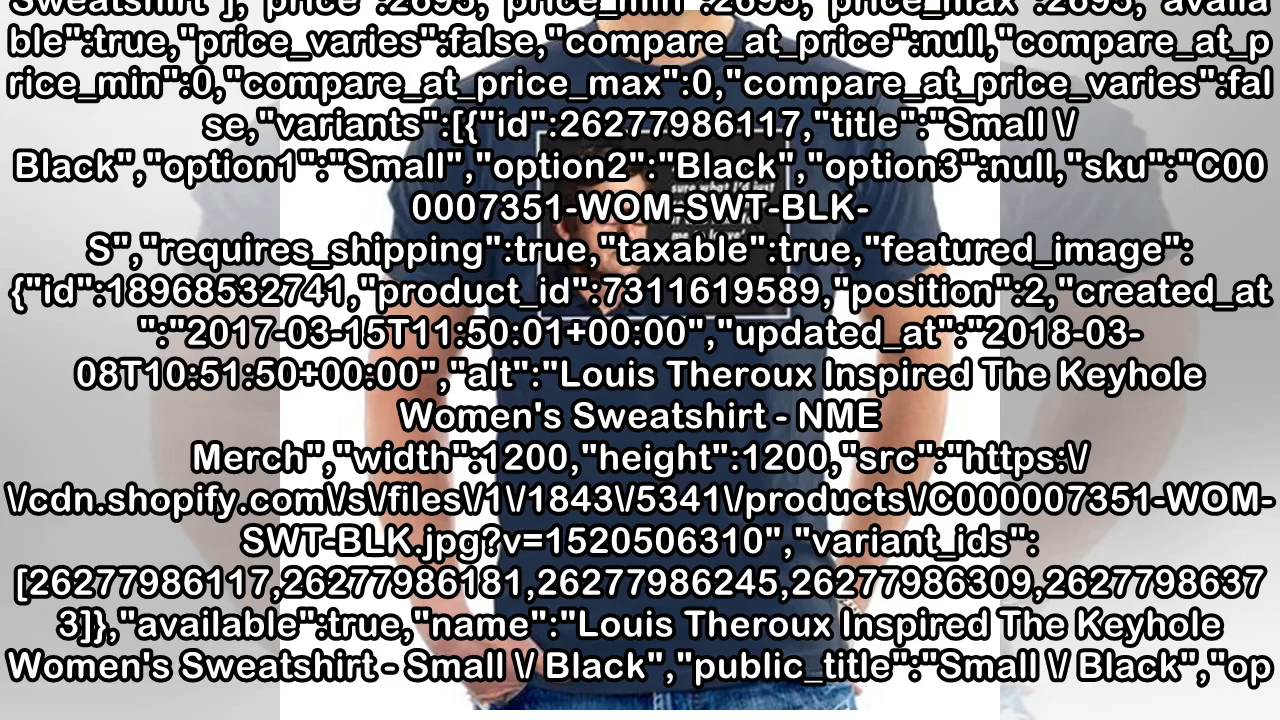 Sweatshirt"],"price":2695,"price_min":2695,"price_max":2695,"availa
ble":true,"price_varies":false,"compare_at_price":null,"compare_at_p
rice_min":0,"compare_at_price_max":0,"compare_at_price_varies":fal
se,"variants":[{"id":26277986117,"title":"Small \/
Black","option1":"Small","option2":"Black","option3":null,"sku":"C00
0007351-WOM-SWT-BLK-
S","requires_shipping":true,"taxable":true,"featured_image":
{"id":18968532741,"product_id":7311619589,"position":2,"created_at
":"2017-03-15T11:50:01+00:00","updated_at":"2018-03-
08T10:51:50+00:00","alt":"Louis Theroux Inspired The Keyhole
Women's Sweatshirt - NME
Merch","width":1200,"height":1200,"src":"https:\/
\/cdn.shopify.com\/s\/files\/1\/1843\/5341\/products\/C000007351-WOM-
SWT-BLK.jpg?v=1520506310","variant_ids":
[26277986117,26277986181,26277986245,26277986309,2627798637
3]},"available":true,"name":"Louis Theroux Inspired The Keyhole
Women's Sweatshirt - Small \/ Black","public_title":"Small \/ Black","op
sure what I'd just